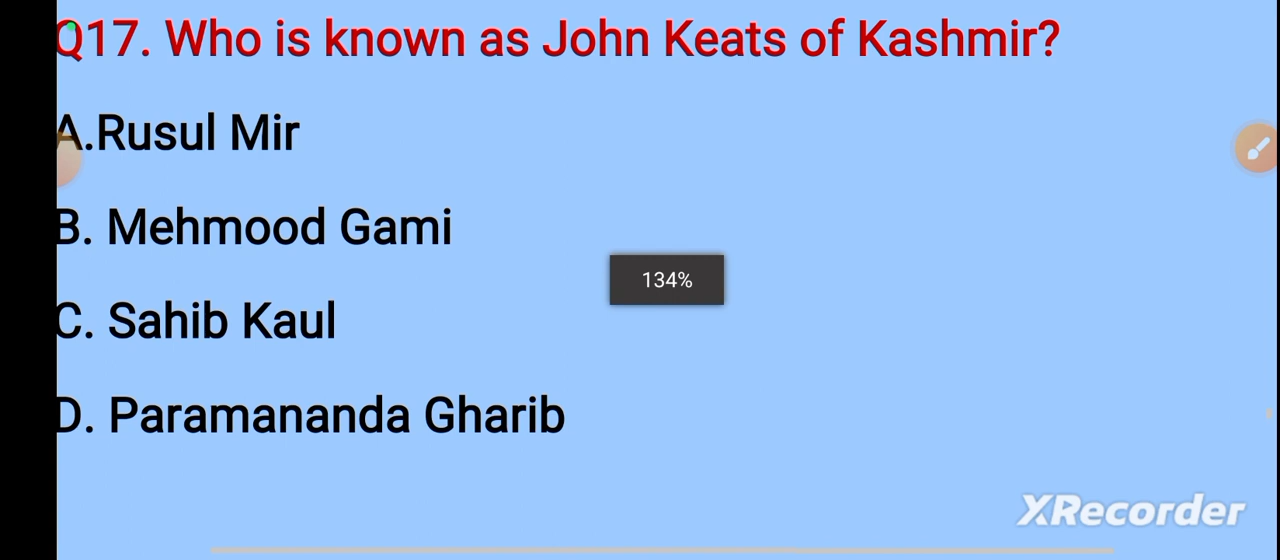 Q17. Who is known as John Keats of Kashmir?
A.Rusul Mir
B. Mehmood Gami
134%
C. Sahib Kaul
D. Paramananda Gharib
XRecorder